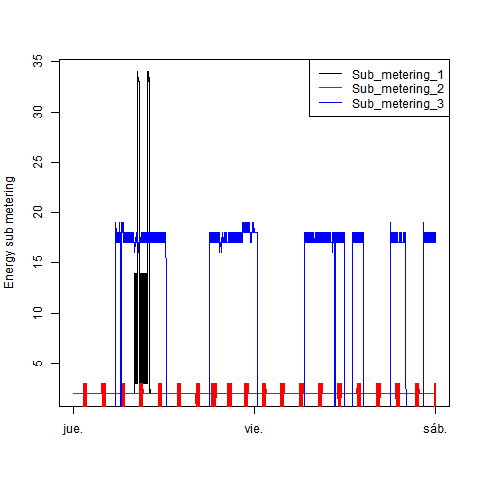 Sub_metering_1
Sub_metering_2
Sub_metering_3
Energy sub metering
35
30
25
20
15
10
5
jue. vie. sáb.